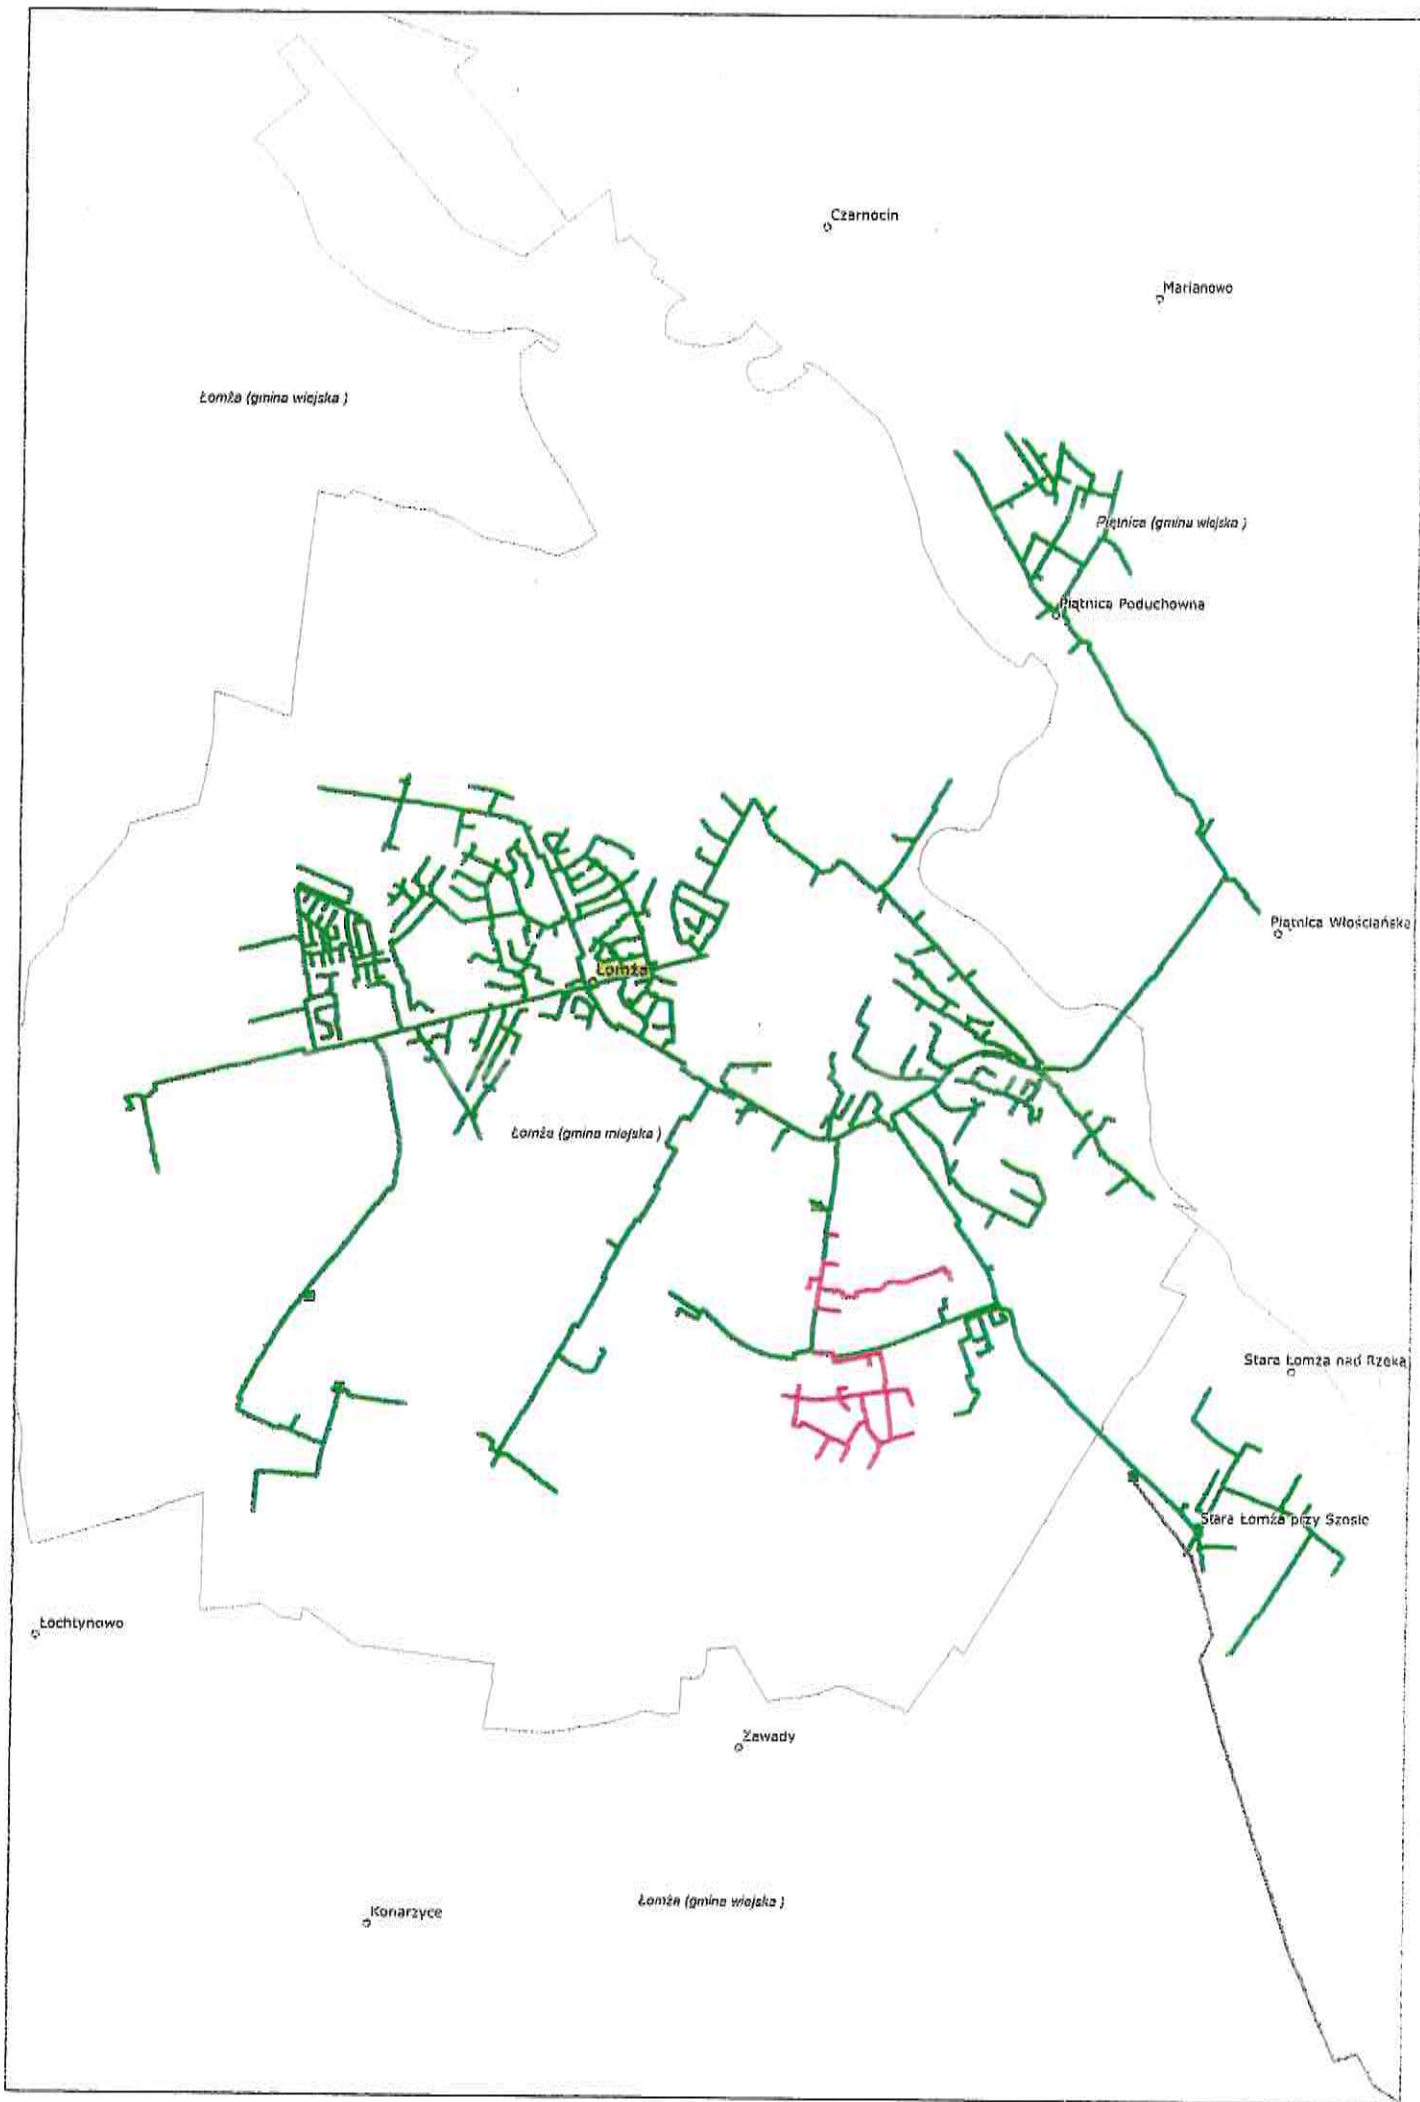 Czarnocin
Marianowo
Łomża (gmina wiejska )
Piątnica (gmina wiejska )
Piątnica Poduchowna
Piątnica Włościańska
Łomża
Łomża (gmina miejska )
Stara Łomża nad Rzeką
Stara Łomża przy Szosie
Łochtynowo
Zawady
Łomża (gmina wiejska )
Konarzyce